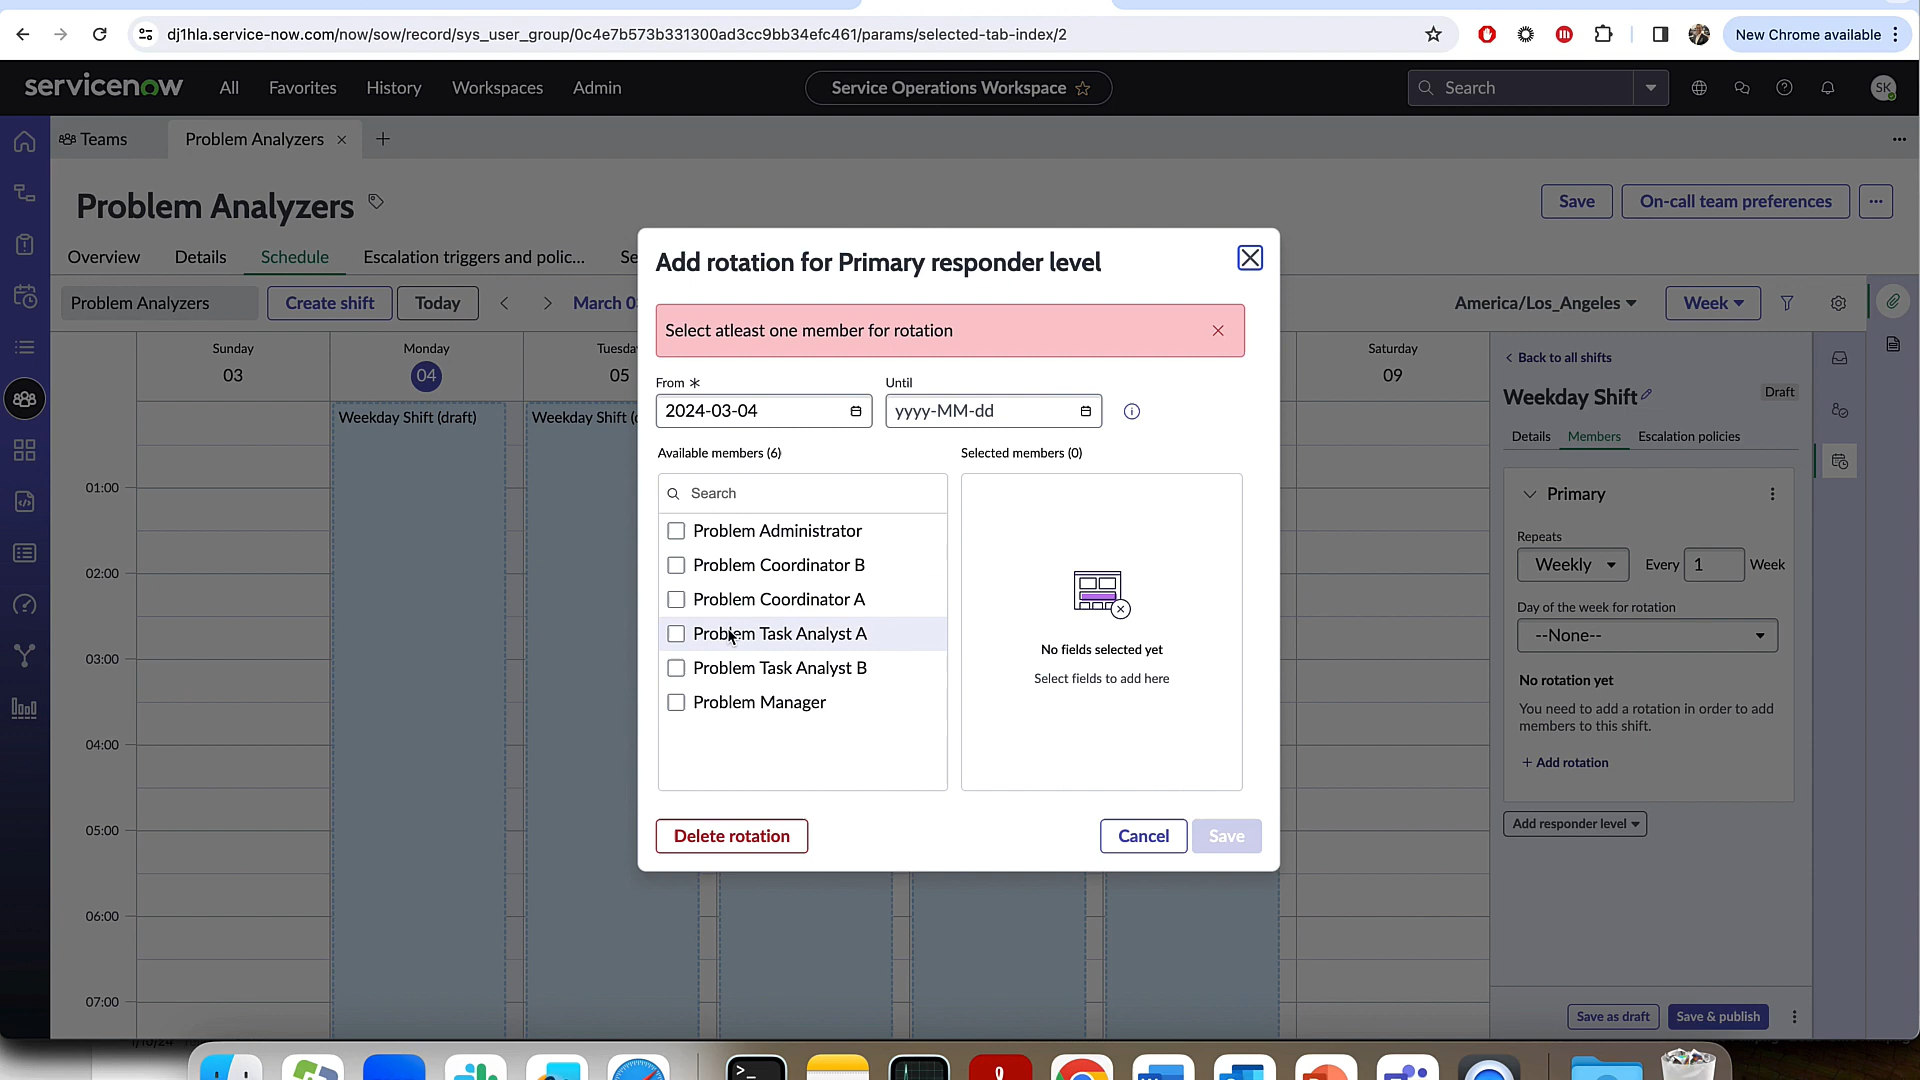 dj1hla.service-now.com/now/sow/record/sys_user_group/0c4e7b573b331300ad3cc9bb34efc461/params/selected-tab-index/2
New Chrome available
servicenow
All
Favorites
History
Workspaces
Admin
Service Operations Workspace
Search
SK
Teams
Problem Analyzers
Problem Analyzers
Save
On-call team preferences
Overview
Details
Schedule
Escalation triggers and polic...
Se
Problem Analyzers
Create shift
Today
March 0
America/Los_Angeles
Week
Sunday
03
Monday
04
Tuesda
05
Saturday
09
Weekday Shift (draft)
Weekday Shift (
01:00
02:00
03:00
04:00
05:00
06:00
07:00
Add rotation for Primary responder level
Select atleast one member for rotation
From *
Until
2024-03-04
yyyy-MM-dd
Available members (6)
Selected members (0)
Search
Problem Administrator
Problem Coordinator B
Problem Coordinator A
Problem Task Analyst A
Problem Task Analyst B
Problem Manager
No fields selected yet
Select fields to add here
Delete rotation
Cancel
Save
Back to all shifts
Weekday Shift
Draft
Details
Members
Escalation policies
Primary
Repeats
Weekly
Every
1
Week
Day of the week for rotation
--None--
No rotation yet
You need to add a rotation in order to add
members to this shift.
+ Add rotation
Add responder level
Save as draft
Save & publish